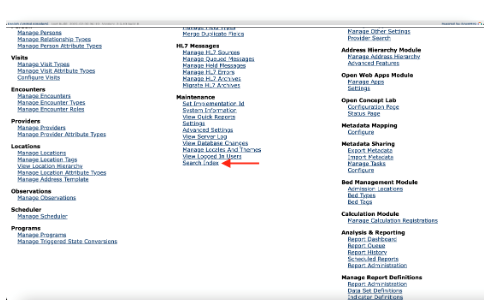 Manage Persons
Manage Relationship Types
Manage Person Attribute Types
Visits
Manage Visit Types
Manage Visit Attribute Types
Configure Visits
Encounters
Manage Encounters
Manage Encounter Types
Manage Encounter Roles
Providers
Manage Providers
Manage Provider Attribute Types
Locations
Manage Locations
Manage Location Tags
View Location Hierarchy
Manage Location Attribute Types
Manage Address Template
Observations
Manage Observations
Scheduler
Manage Scheduler
Programs
Manage Programs
Manage Triggered State Conversions
Merge Duplicate Fields
HL7 Messages
Manage HL7 Sources
Manage Queued Messages
Manage Held Messages
Manage HL7 Errors
Manage HL7 Archives
Migrate HL7 Archives
Maintenance
Set Implementation Id
System Information
View Quick Reports
Settings
Advanced Settings
View Server Log
View Database Changes
Manage Locales And Themes
View Logged In Users
Search Index
Manage Other Settings
Provider Search
Address Hierarchy Module
Manage Address Hierarchy
Advanced Features
Open Web Apps Module
Manage Apps
Settings
Open Concept Lab
Configuration Page
Status Page
Metadata Mapping
Configure
Metadata Sharing
Export Metadata
Import Metadata
Manage Tasks
Configure
Bed Management Module
Admission Locations
Bed Types
Bed Tags
Calculation Module
Manage Calculation Registrations
Analysis & Reporting
Report Dashboard
Report Queue
Report History
Scheduled Reports
Report Administration
Manage Report Definitions
Report Administration
Data Set Definitions
Indicator Definitions